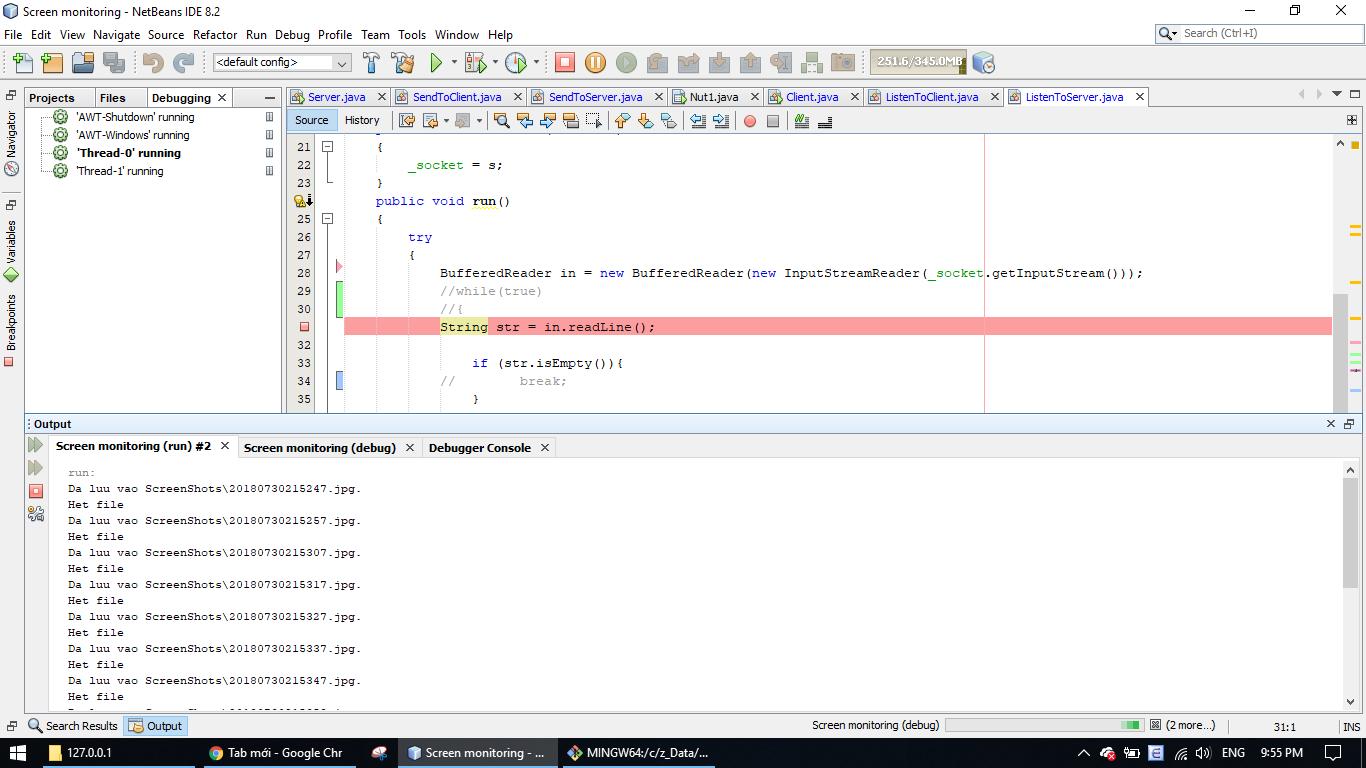 Screen monitoring - NetBeans IDE 8.2
File Edit View Navigate Source Refactor Run Debug Profile Team Tools Window Help
Search (Ctrl+I)
<default config>
251.6/345.0MB
Projects Files Debugging
Server.java SendToClient.java SendToServer.java Nut1.java Client.java ListenToClient.java ListenToServer.java
Navigator
Variables
Breakpoints
'AWT-Shutdown' running
'AWT-Windows' running
'Thread-0' running
'Thread-1' running
Source History
21 {
22 _socket = s;
23 }
public void run()
25 {
26 try
27 {
28 BufferedReader in = new BufferedReader(new InputStreamReader(_socket.getInputStream()));
29 //while(true)
30 //{
String str = in.readLine();
32
33 if (str.isEmpty()){
34 // break;
35 }
Output
Screen monitoring (run) #2 Screen monitoring (debug) Debugger Console
run:
Da luu vao ScreenShots\20180730215247.jpg.
Het file
Da luu vao ScreenShots\20180730215257.jpg.
Het file
Da luu vao ScreenShots\20180730215307.jpg.
Het file
Da luu vao ScreenShots\20180730215317.jpg.
Het file
Da luu vao ScreenShots\20180730215327.jpg.
Het file
Da luu vao ScreenShots\20180730215337.jpg.
Het file
Da luu vao ScreenShots\20180730215347.jpg.
Het file
Search Results Output
Screen monitoring (debug) (2 more...) 31:1 INS
127.0.0.1 Tab mới - Google Chr Screen monitoring - ... MINGW64:/c/z_Data/...
ENG 9:55 PM